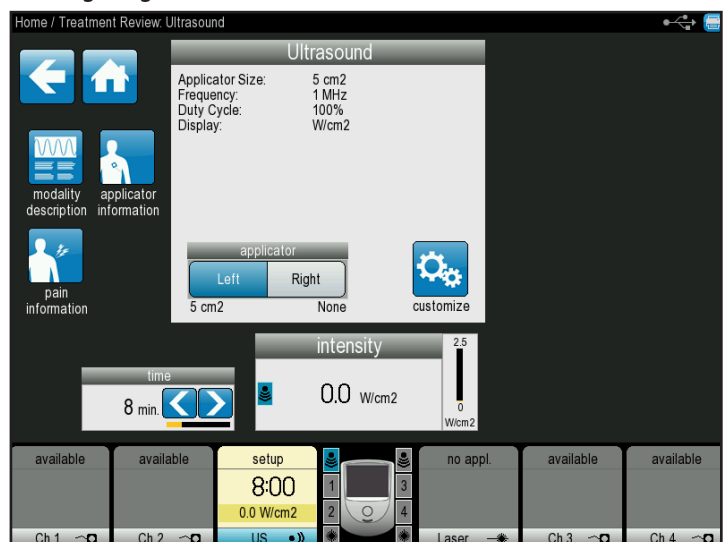 Home / Treatment Review: Ultrasound
Ultrasound
Applicator Size: 5 cm2
Frequency: 1 MHz
Duty Cycle: 100%
Display: W/cm2
modality description
applicator information
pain information
applicator
Left Right
5 cm2 None
customize
intensity
0.0 W/cm2
2.5
0
W/cm2
time
8 min.
available
available
setup
8:00
0.0 W/cm2
1
2
3
4
no appl.
available
available
Ch 1
Ch 2
US
Laser
Ch 3
Ch 4